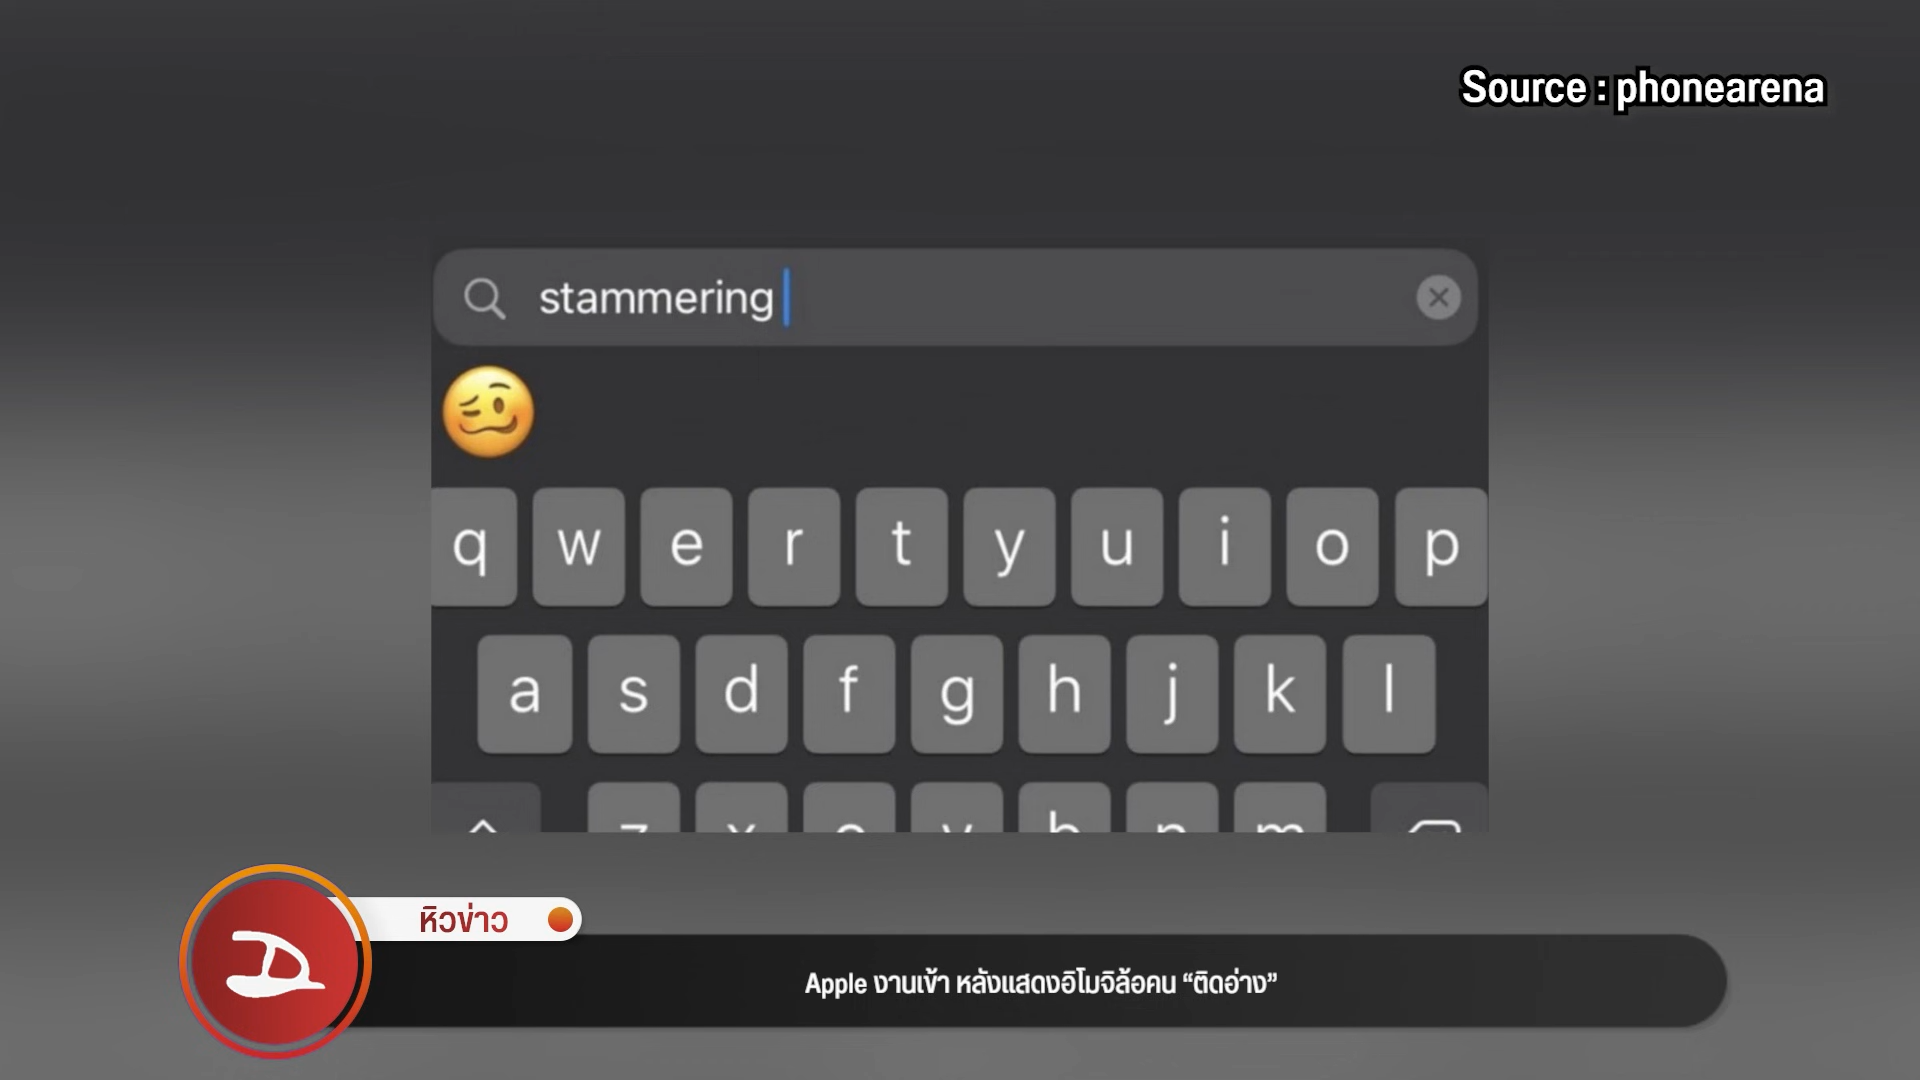 Source : phonearena
stammering
q w e r t y u i o p
a s d f g h j k l
z x c v b n m
หิวข่าว
Apple งานเข้า หลังแสดงอิโมจิล้อคน “ติดอ่าง”